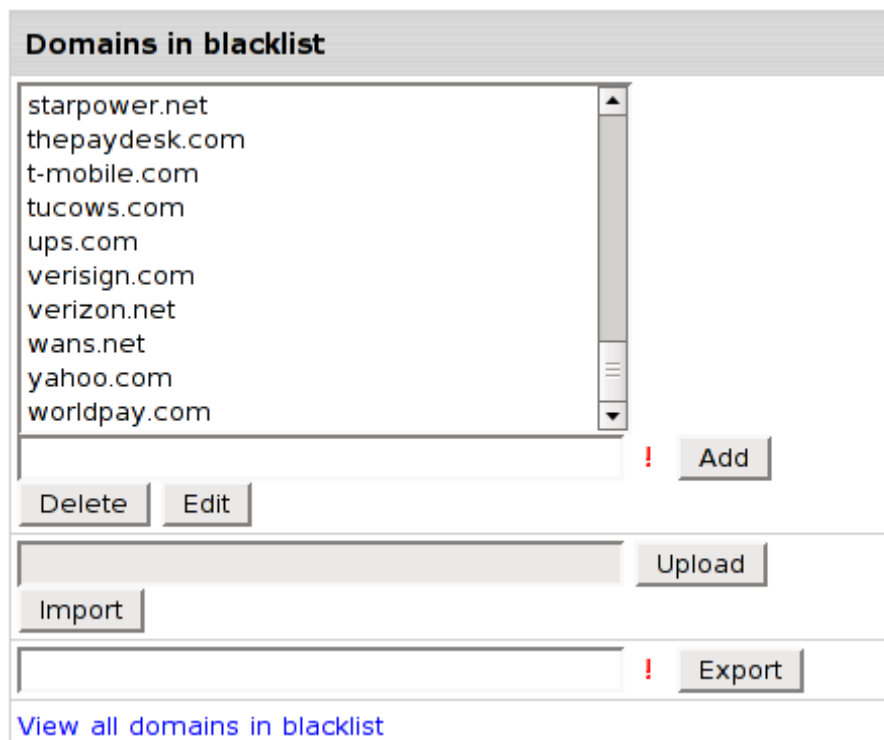 Domains in blacklist
starpower.net
thepaydesk.com
t-mobile.com
tucows.com
ups.com
verisign.com
verizon.net
wans.net
yahoo.com
worldpay.com
! Add
Delete Edit
Upload
Import
! Export
View all domains in blacklist